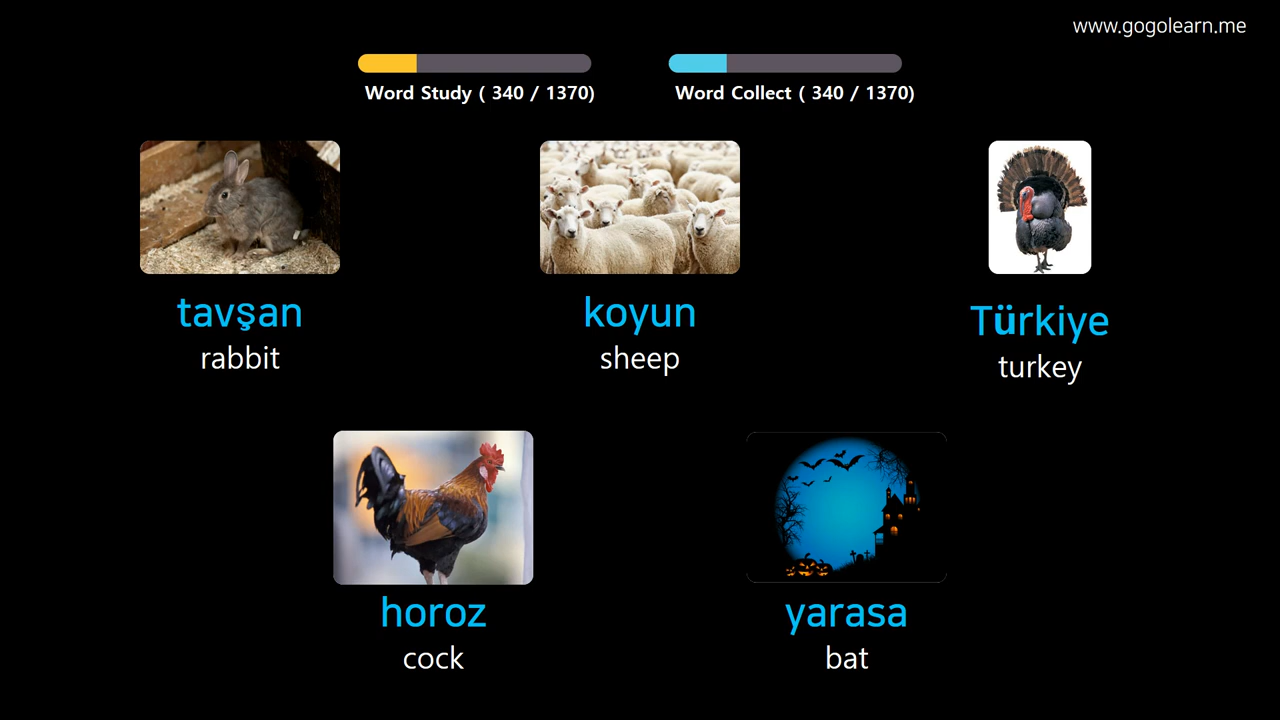 www.gogolearn.me
Word Study ( 340 / 1370)
Word Collect ( 340 / 1370)
tavşan
rabbit
koyun
sheep
Türkiye
turkey
horoz
cock
yarasa
bat